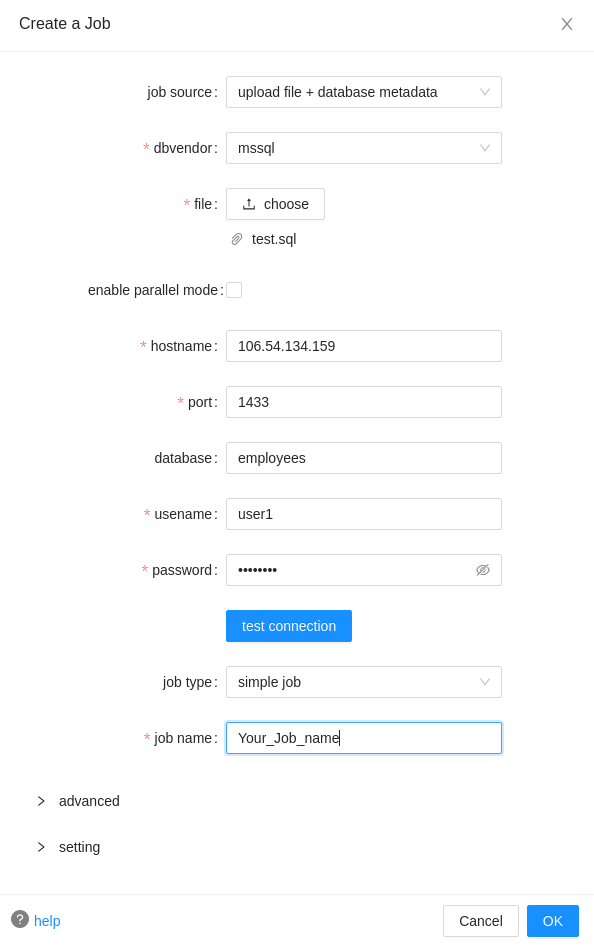 Create a Job
job source : upload file + database metadata
* dbvendor : mssql
* file : choose
test.sql
enable parallel mode :
* hostname : 106.54.134.159
* port : 1433
database : employees
* usename : user1
* password : ••••••••
test connection
job type : simple job
* job name : Your_Job_name
advanced
setting
? help Cancel OK